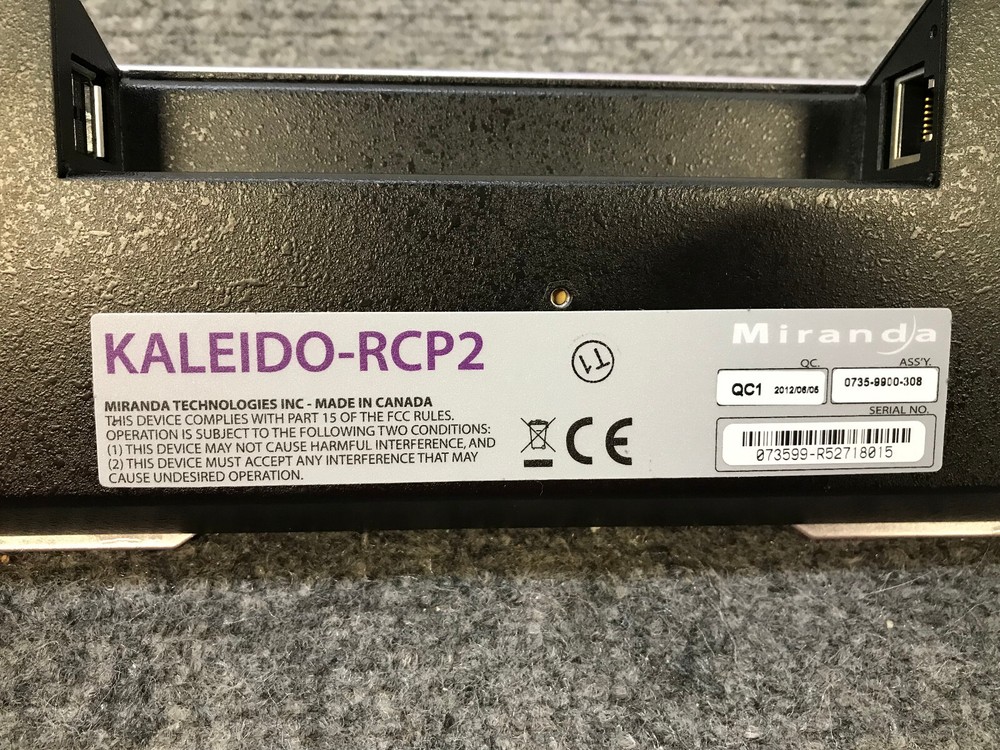 KALEIDO-RCP2
T1
Miranda
QC.
ASS'Y.
QC1 2012/06/05
0735-9900-308
MIRANDA TECHNOLOGIES INC - MADE IN CANADA
THIS DEVICE COMPLIES WITH PART 15 OF THE FCC RULES.
OPERATION IS SUBJECT TO THE FOLLOWING TWO CONDITIONS:
(1) THIS DEVICE MAY NOT CAUSE HARMFUL INTERFERENCE, AND
(2) THIS DEVICE MUST ACCEPT ANY INTERFERENCE THAT MAY
CAUSE UNDESIRED OPERATION.
CE
SERIAL NO.
073599-R52718015